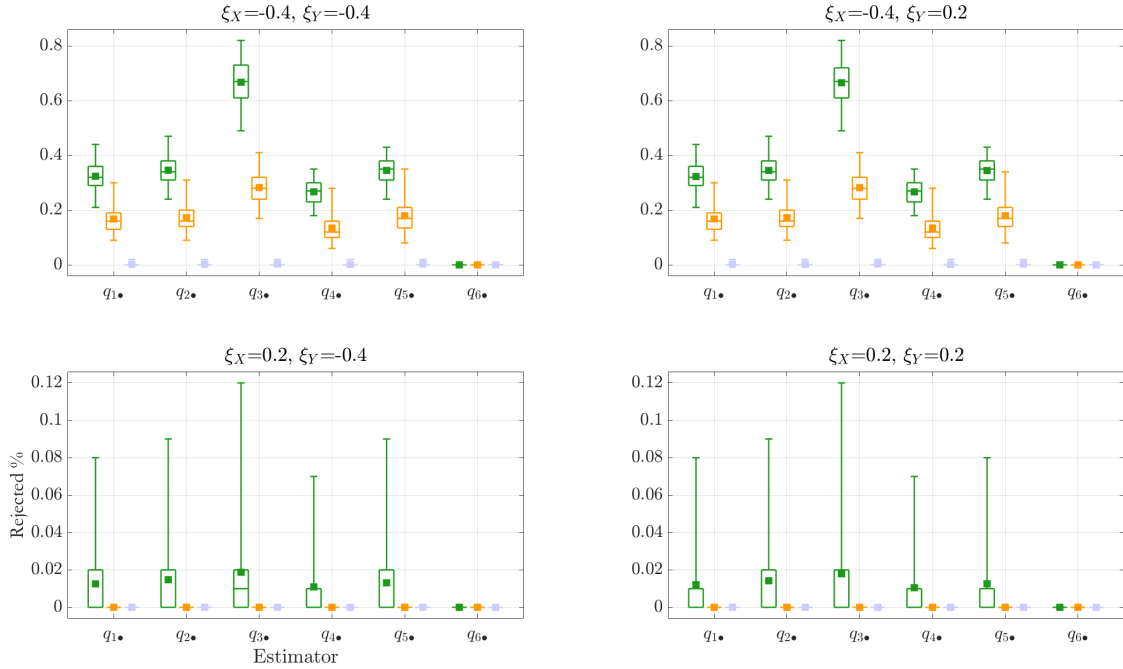 ξX=-0.4, ξY=-0.4
0.8
0.6
0.4
0.2
0
q1● q2● q3● q4● q5● q6●
ξX=-0.4, ξY=0.2
0.8
0.6
0.4
0.2
0
q1● q2● q3● q4● q5● q6●
ξX=0.2, ξY=-0.4
0.12
0.1
0.08
0.06
0.04
0.02
0
Rejected %
q1● q2● q3● q4● q5● q6●
Estimator
ξX=0.2, ξY=0.2
0.12
0.1
0.08
0.06
0.04
0.02
0
q1● q2● q3● q4● q5● q6●